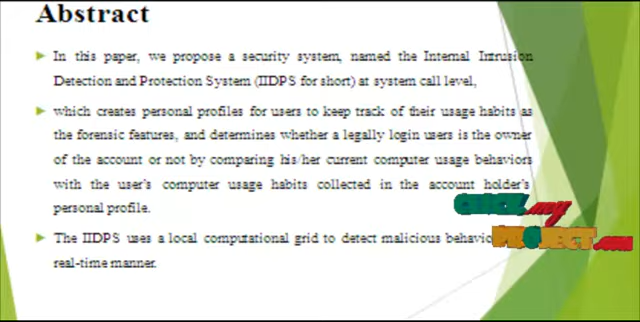 Abstract
In this paper, we propose a security system, named the Internal Intrusion
Detection and Protection System (IIDPS for short) at system call level,
which creates personal profiles for users to keep track of their usage habits as
the forensic features, and determines whether a legally login users is the owner
of the account or not by comparing his/her current computer usage behaviors
with the user's computer usage habits collected in the account holder's
personal profile.
The IIDPS uses a local computational grid to detect malicious
real-time manner.
CLICK my
PROJECT.com